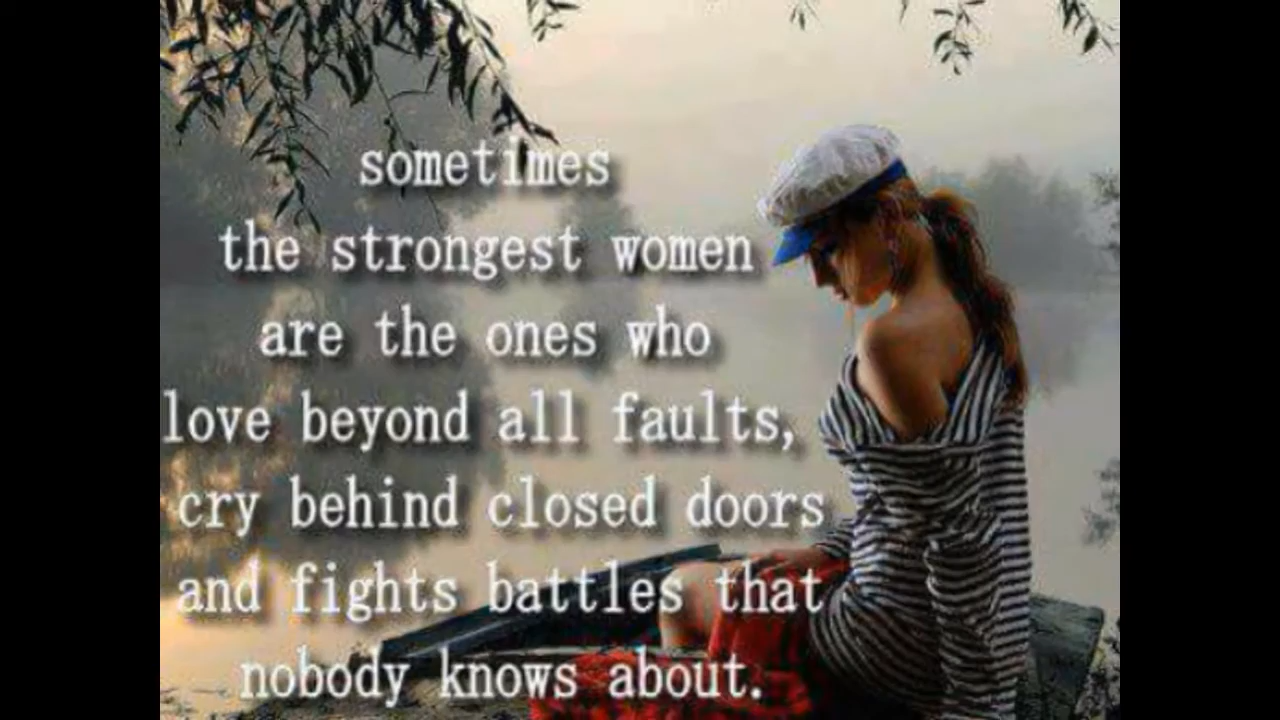 sometimes
the strongest women
are the ones who
love beyond all faults,
cry behind closed doors
and fights battles that
nobody knows about.